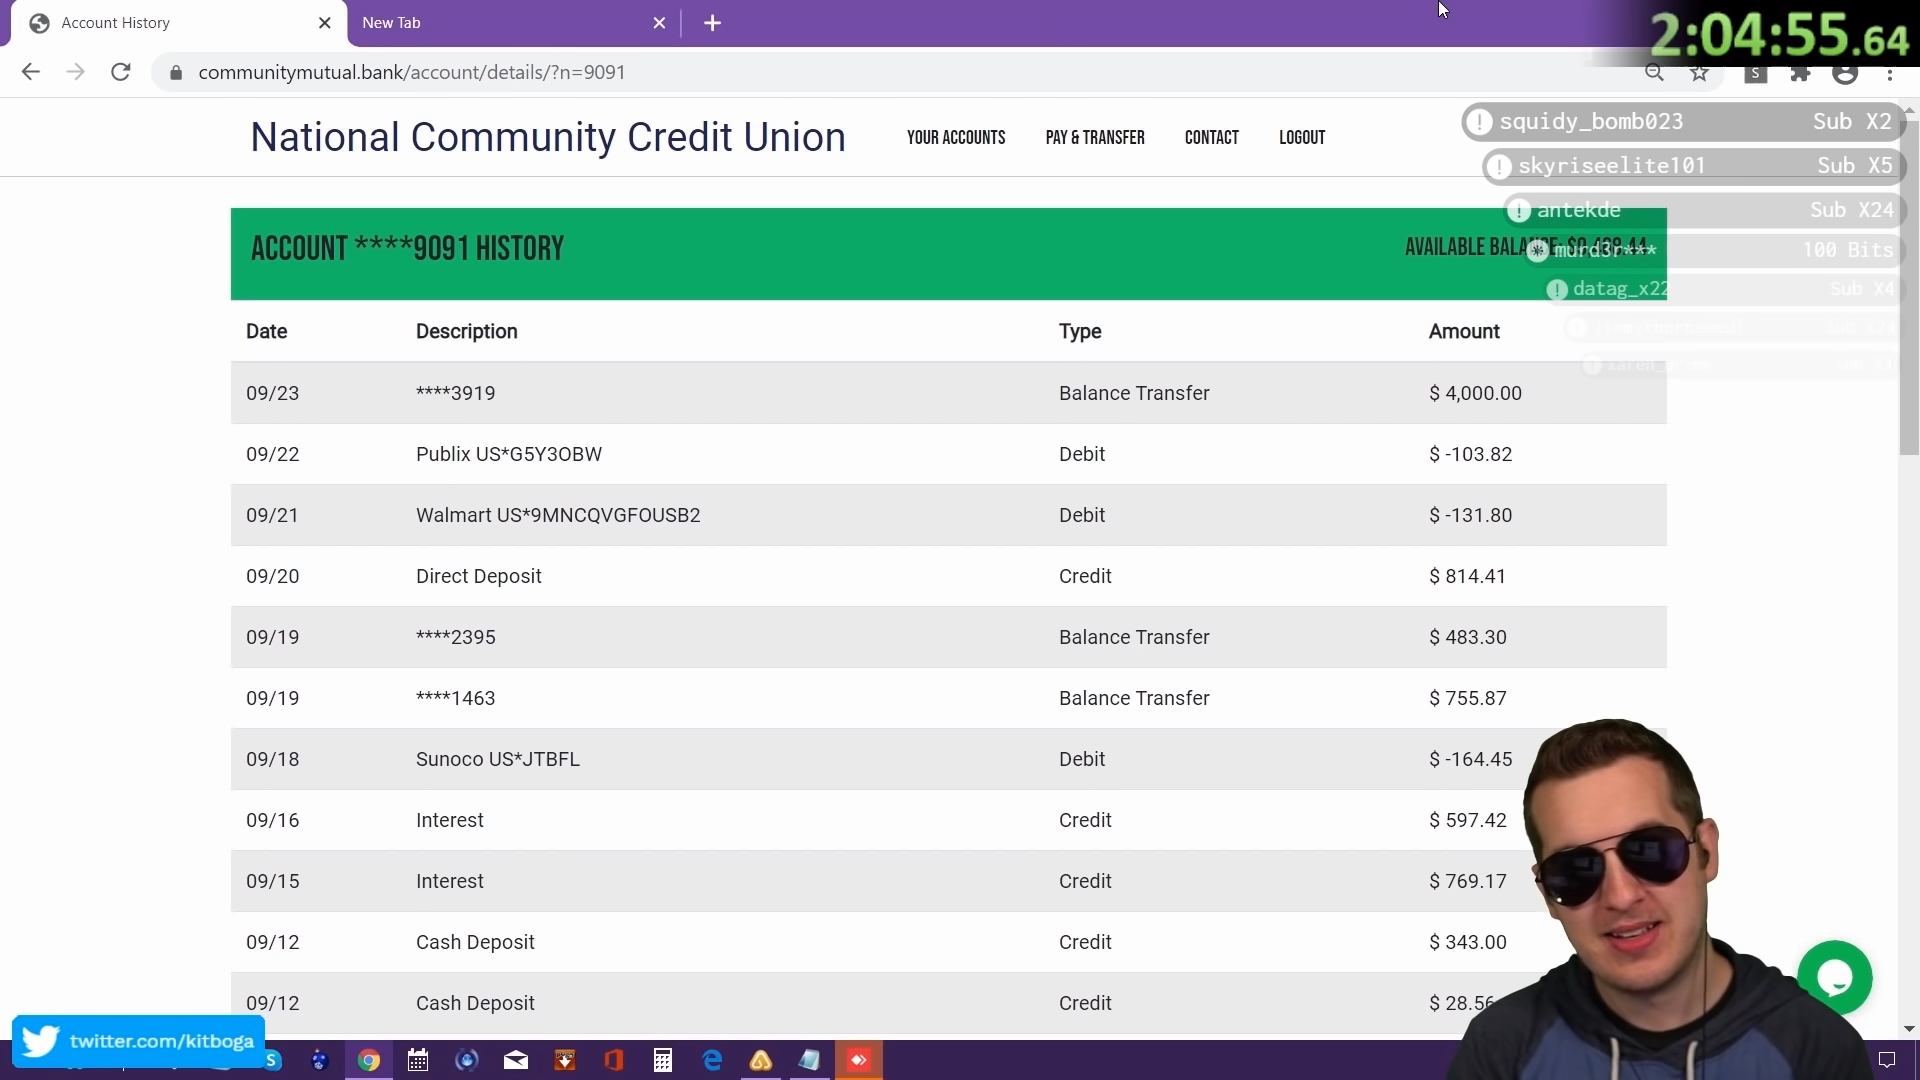 Account History
New Tab
2:04:55.64
communitymutual.bank/account/details/?n=9091
S
National Community Credit Union
YOUR ACCOUNTS
PAY & TRANSFER
CONTACT
LOGOUT
squidy_bomb023 Sub X2
skyriseelite101 Sub X5
antekde Sub X24
murd3r*** 100 Bits
datag_x22 Sub X4
ACCOUNT ****9091 HISTORY
AVAILABLE
Date Description Type Amount
09/23 ****3919 Balance Transfer $ 4,000.00
09/22 Publix US*G5Y3OBW Debit $ -103.82
09/21 Walmart US*9MNCQVGFOUSB2 Debit $ -131.80
09/20 Direct Deposit Credit $ 814.41
09/19 ****2395 Balance Transfer $ 483.30
09/19 ****1463 Balance Transfer $ 755.87
09/18 Sunoco US*JTBFL Debit $ -164.45
09/16 Interest Credit $ 597.42
09/15 Interest Credit $ 769.17
09/12 Cash Deposit Credit $ 343.00
09/12 Cash Deposit Credit $ 28.56
twitter.com/kitboga